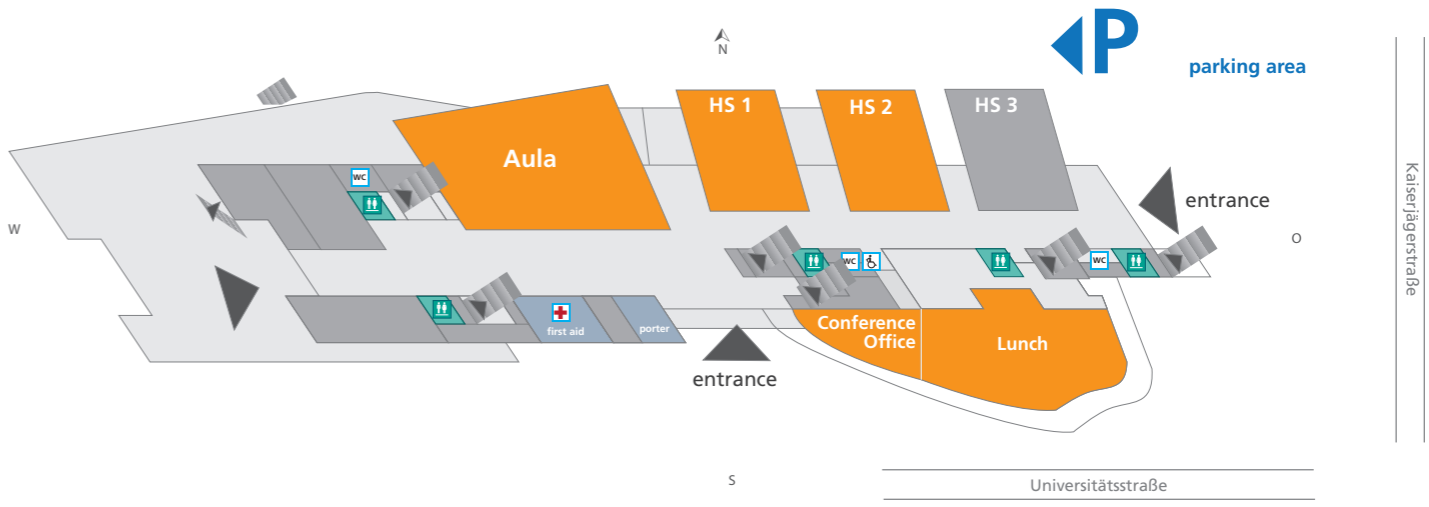 P
N
parking area
HS 1
HS 2
HS 3
Aula
WC
entrance
Kaiserjägerstraße
W
O
WC
WC
first aid
porter
Conference
Office
Lunch
entrance
S
Universitätsstraße